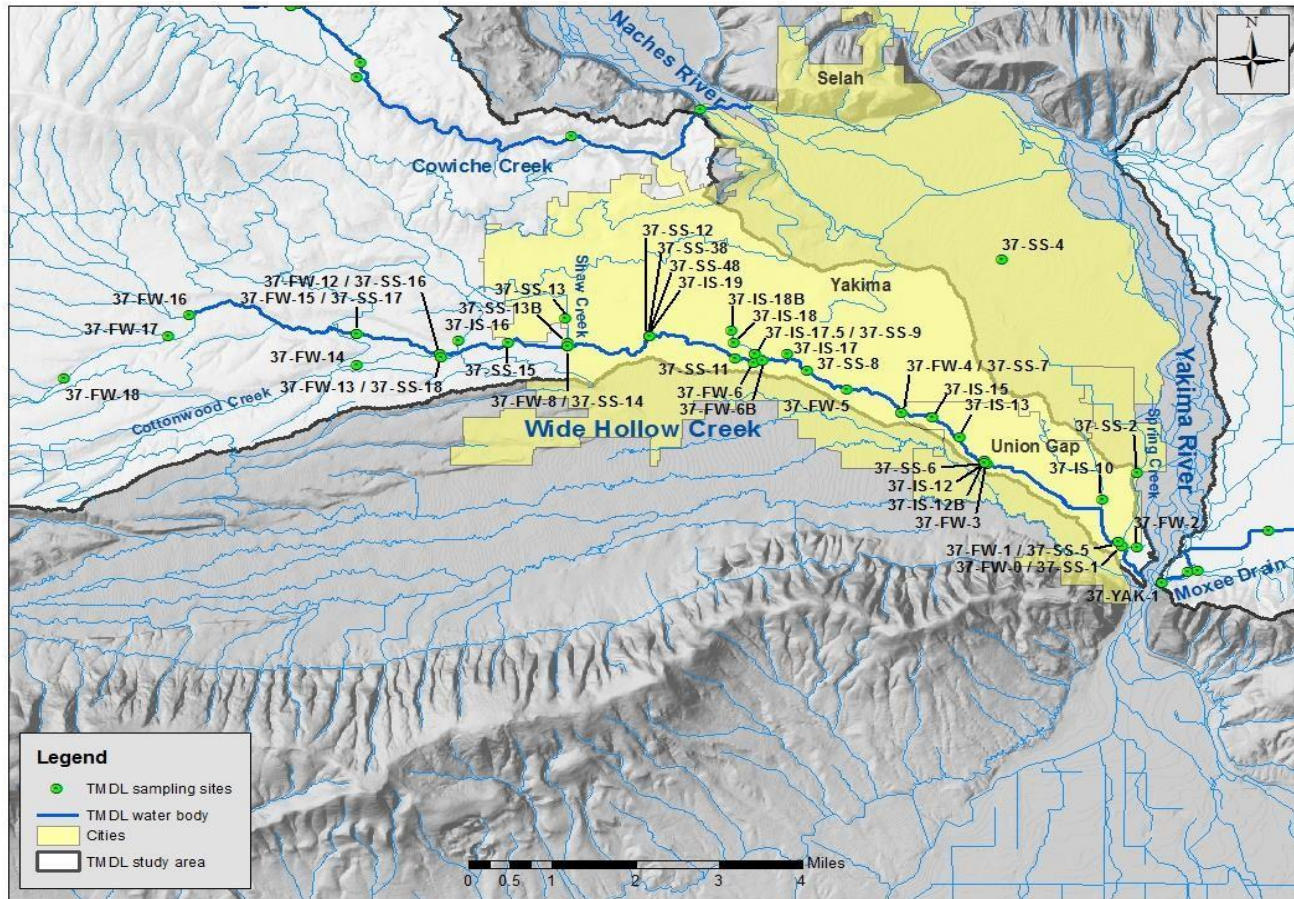 N
Naches River
Selah
Cowiche Creek
37-SS-4
37-SS-12
37-SS-38
37-SS-48
37-IS-19
Shaw Creek
37-FW-12 / 37-SS-16
37-FW-15 / 37-SS-17
37-SS-13
37-SS-13B
37-IS-16
Yakima
37-FW-16
37-FW-17
37-IS-18B
37-IS-18
37-IS-17.5 / 37-SS-9
37-IS-17
37-SS-8
37-FW-14
37-FW-13 / 37-SS-18
37-SS-15
37-SS-11
37-FW-6
37-FW-6B
37-FW-5
37-FW-4 / 37-SS-7
37-IS-15
37-IS-13
37-FW-18
Cottonwood Creek
37-FW-8 / 37-SS-14
Wide Hollow Creek
Yakima River
Spring Creek
37-SS-2
Union Gap
37-IS-10
37-SS-6
37-IS-12
37-IS-12B
37-FW-3
37-FW-2
37-FW-1 / 37-SS-5
37-FW-0 / 37-SS-1
37-YAK-1
Moxee Drain
Legend
TMDL sampling sites
TMDL water body
Cities
TMDL study area
Miles
0 0.5 1 2 3 4